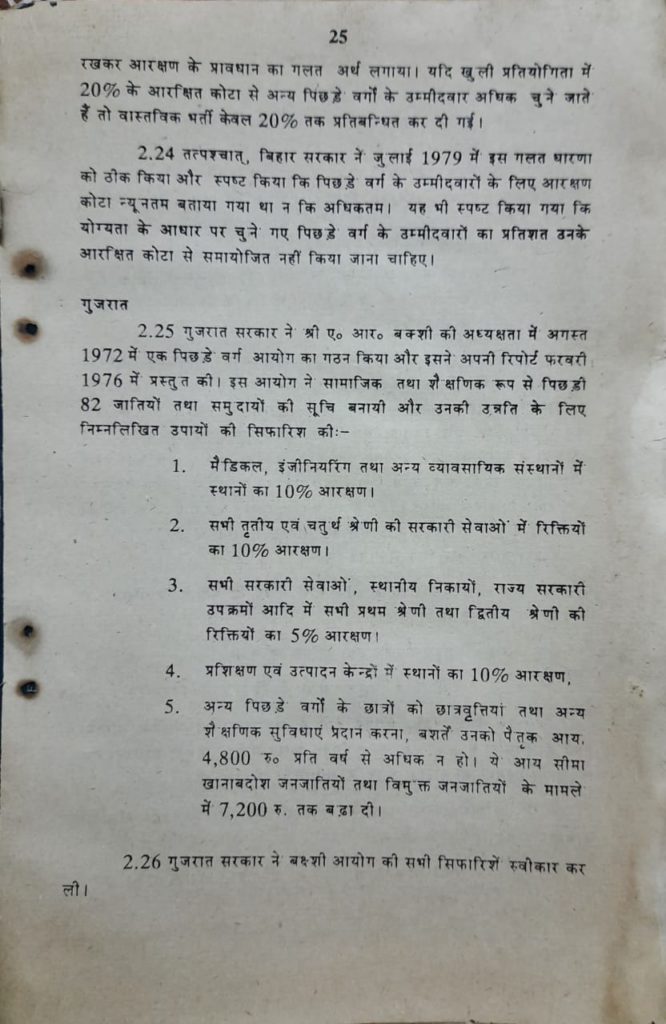 25
रखकर आरक्षण के प्रावधान का गलत अर्थ लगाया। यदि खुली प्रतियोगिता में
20% के आरक्षित कोटा से अन्य पिछड़े वर्गों के उम्मीदवार अधिक चुने जाते
हैं तो वास्तविक भर्ती केवल 20% तक प्रतिबन्धित कर दी गई।
2.24 तत्पश्चात्, बिहार सरकार ने जुलाई 1979 में इस गलत धारणा
को ठीक किया और स्पष्ट किया कि पिछड़े वर्ग के उम्मीदवारों के लिए आरक्षण
कोटा न्यूनतम बताया गया था न कि अधिकतम। यह भी स्पष्ट किया गया कि
योग्यता के आधार पर चुने गए पिछड़े वर्ग के उम्मीदवारों का प्रतिशत उनके
आरक्षित कोटा से समायोजित नहीं किया जाना चाहिए।
गुजरात
2.25 गुजरात सरकार ने श्री ए० आर० बक्शी की अध्यक्षता में अगस्त
1972 में एक पिछड़े वर्ग आयोग का गठन किया और इसने अपनी रिपोर्ट फरवरी
1976 में प्रस्तुत की। इस आयोग ने सामाजिक तथा शैक्षणिक रूप से पिछड़ी
82 जातियों तथा समुदायों की सूचि बनायी और उनकी उन्नति के लिए
निम्नलिखित उपायों की सिफारिश की:-
1. मैडिकल, इंजीनियरिंग तथा अन्य व्यावसायिक संस्थानों में
स्थानों का 10% आरक्षण।
2. सभी तृतीय एवं चतुर्थ श्रेणी की सरकारी सेवाओं में रिक्तियों
का 10% आरक्षण।
3. सभी सरकारी सेवाओं, स्थानीय निकायों, राज्य सरकारी
उपक्रमों आदि में सभी प्रथम श्रेणी तथा द्वितीय श्रेणी की
रिक्तियों का 5% आरक्षण।
4. प्रशिक्षण एवं उत्पादन केन्द्रों में स्थानों का 10% आरक्षण,
5. अन्य पिछड़े वर्गों के छात्रों को छात्रवृत्तियां तथा अन्य
शैक्षणिक सुविधाएं प्रदान करना, बशर्ते उनको पैतृक आय,
4,800 रु० प्रति वर्ष से अधिक न हो। ये आय सीमा
खानाबदोश जनजातियों तथा विमुक्त जनजातियों के मामले
में 7,200 रु. तक बढ़ा दी।
2.26 गुजरात सरकार ने बक्शी आयोग की सभी सिफारिशें स्वीकार कर
ली।